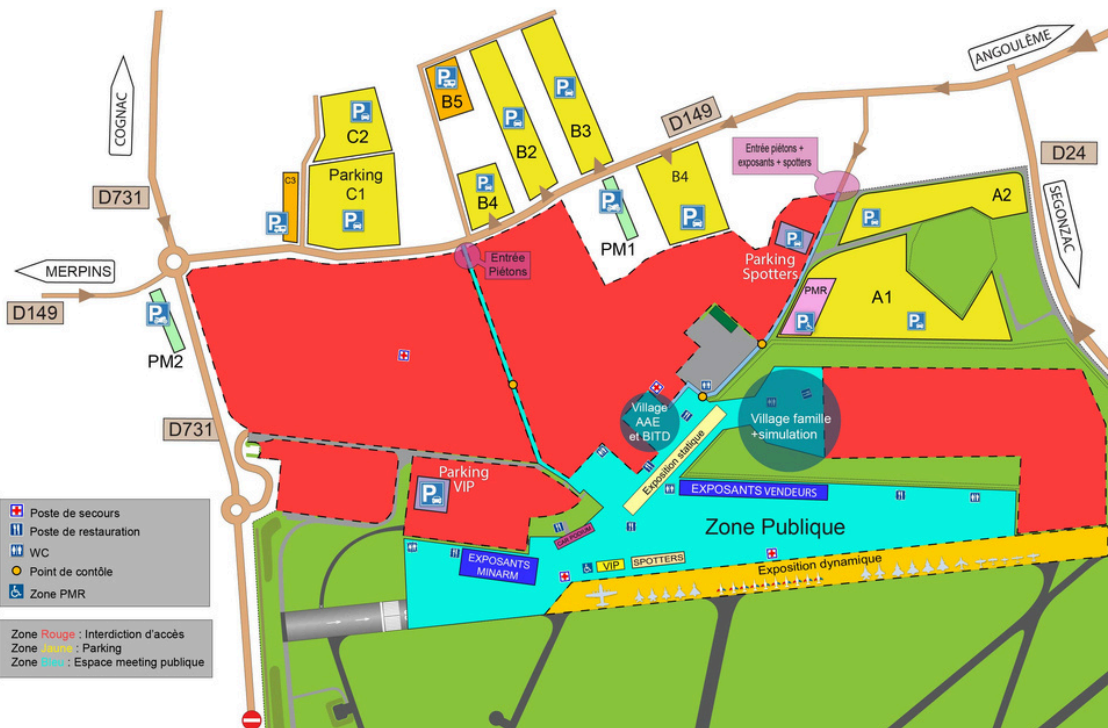 COGNAC
D731
MERPINS
D149
PM2
D731
C2
Parking
C1
C3
B5
B2
B3
B4
D149
PM1
B4
Entrée
Piétons
ANGOULÊME
D24
SEGONZAC
Entrée piétons +
exposants + spotters
A2
Parking
Spotters
PMR
A1
Village
AAE
et BITD
Village famille
+simulation
Exposition statique
EXPOSANTS VENDEURS
Zone Publique
Parking
VIP
CAR PODIUM
EXPOSANTS
MINARM
VIP
SPOTTERS
Exposition dynamique
Poste de secours
Poste de restauration
WC
Point de contôle
Zone PMR
Zone Rouge : Interdiction d'accès
Zone Jaune : Parking
Zone Bleu : Espace meeting publique